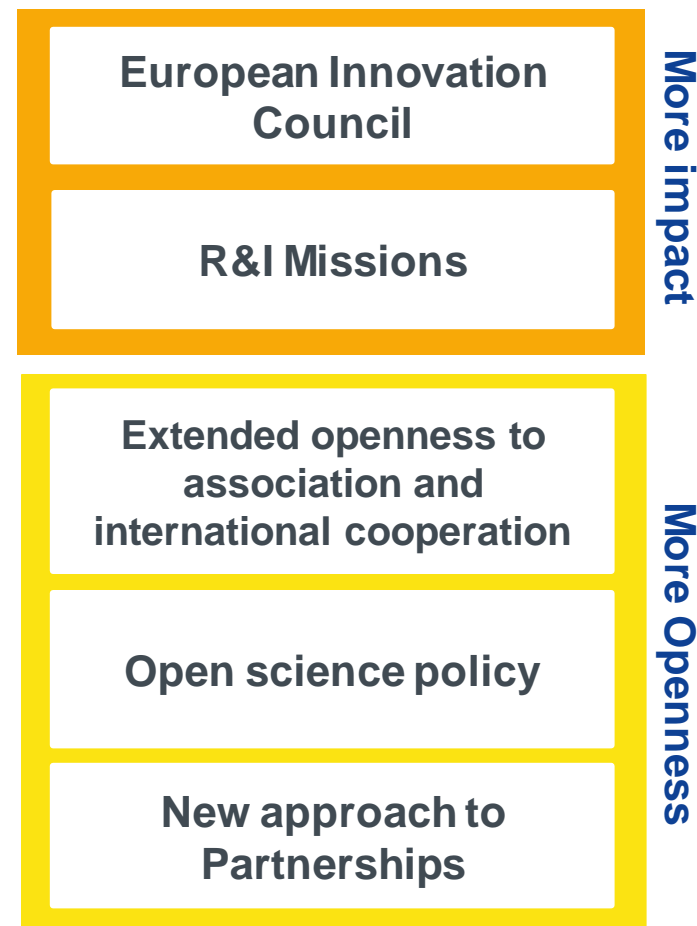 European Innovation
Council
R&I Missions
More impact
Extended openness to
association and
international cooperation
Open science policy
New approach to
Partnerships
More Openness